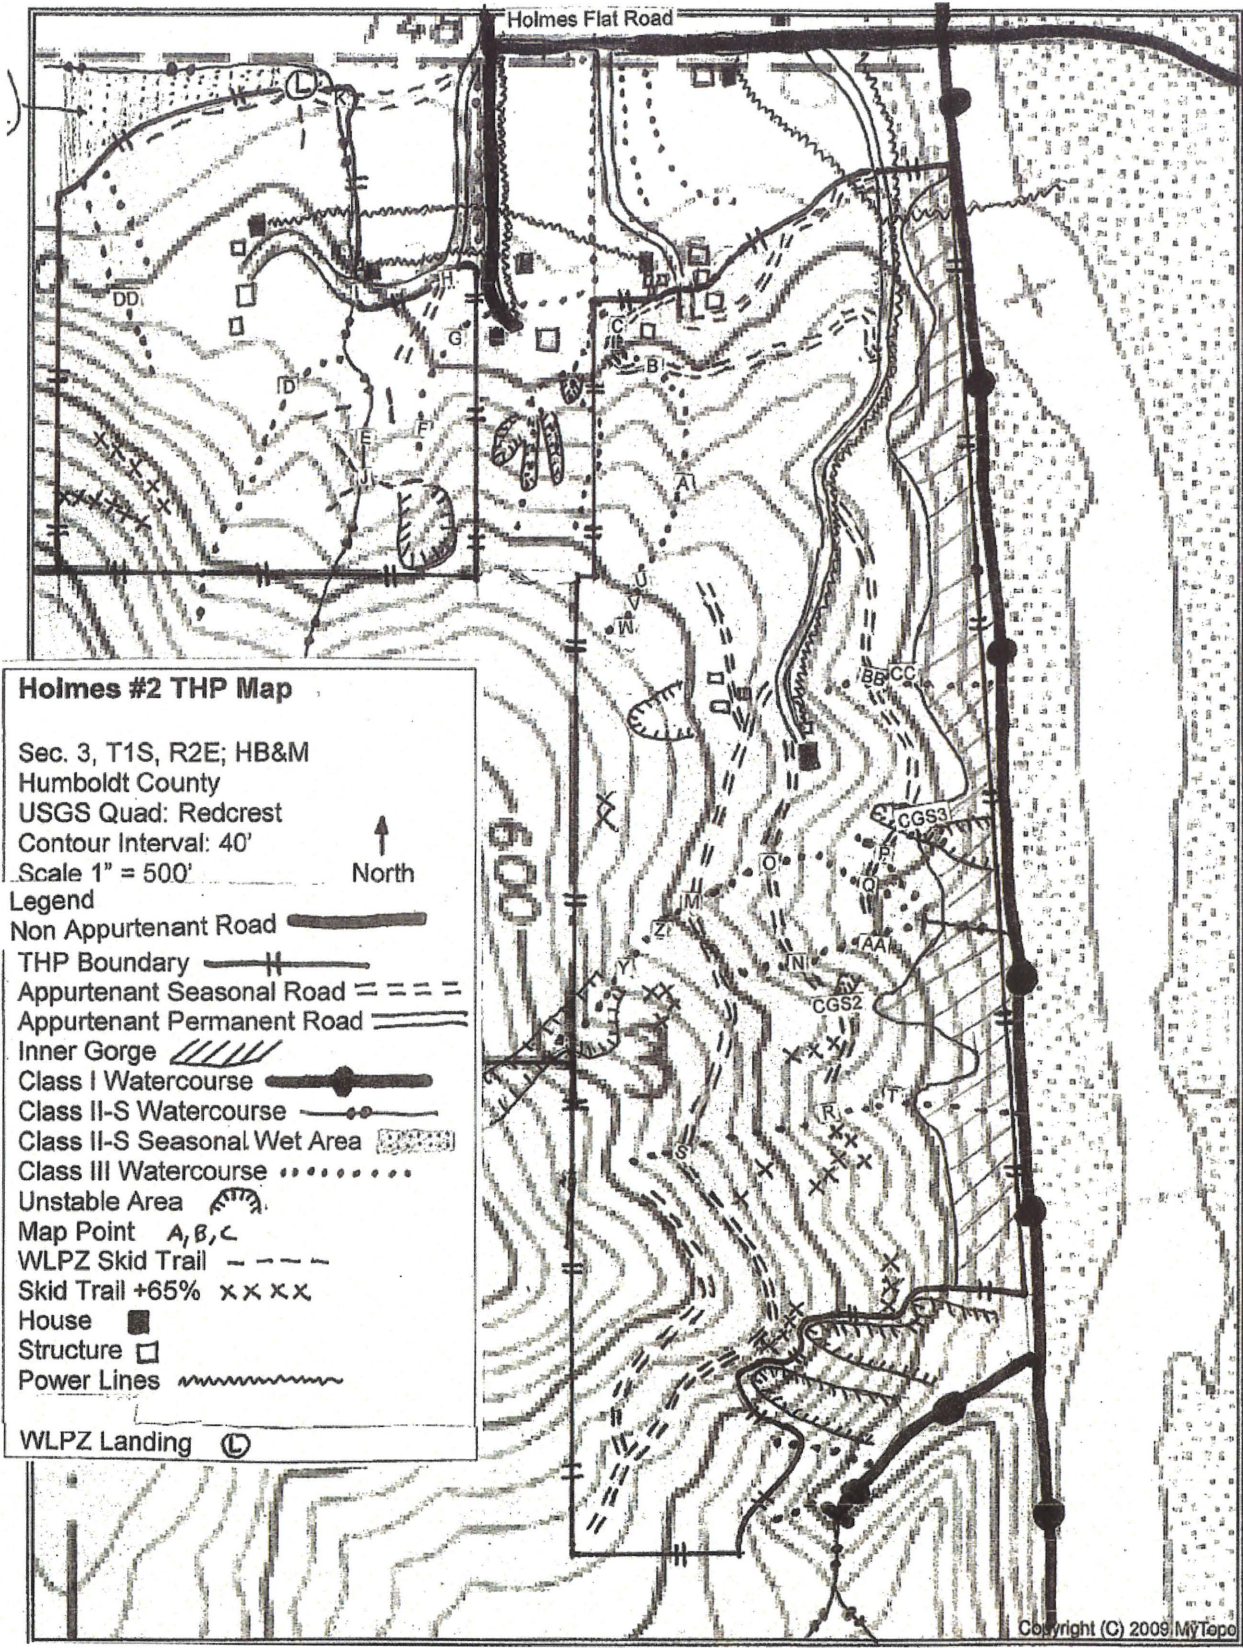 Holmes Flat Road
L
K
DD
H
I
G
C
B
D
E
F
J
A
U
V
W
BB
CC
CGS3
P
O
Q
M
Z
AA
Y
N
CGS2
R
T
S
600
Holmes #2 THP Map
Sec. 3, T1S, R2E; HB&M
Humboldt County
USGS Quad: Redcrest
Contour Interval: 40'
Scale 1" = 500'
North
Legend
Non Appurtenant Road
THP Boundary
Appurtenant Seasonal Road
Appurtenant Permanent Road
Inner Gorge
Class I Watercourse
Class II-S Watercourse
Class II-S Seasonal Wet Area
Class III Watercourse
Unstable Area
Map Point A, B, C
WLPZ Skid Trail
Skid Trail +65% x x x x
House
Structure
Power Lines
WLPZ Landing L
Copyright (C) 2009, MyTopo